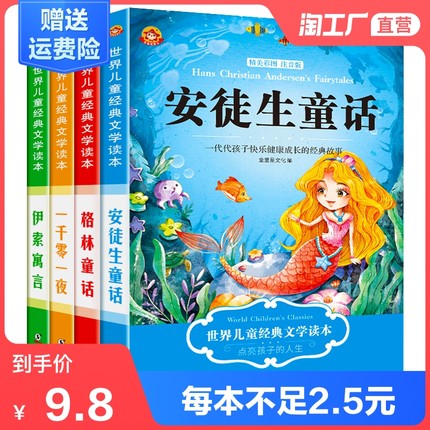 赠送
运费险
淘工厂 直营
精美彩图 注音版
Hans Christian Andersen's Fairytales
安徒生童话
一代代孩子快乐健康成长的经典故事
世界儿童经典文学读本
伊索寓言
世界儿童经典文学读本
一千零一夜
世界儿童经典文学读本
格林童话
世界儿童经典文学读本
安徒生童话
World Children's Classics
世界儿童经典文学读本
点亮孩子的人生
到手价
¥9.8
每本不足2.5元